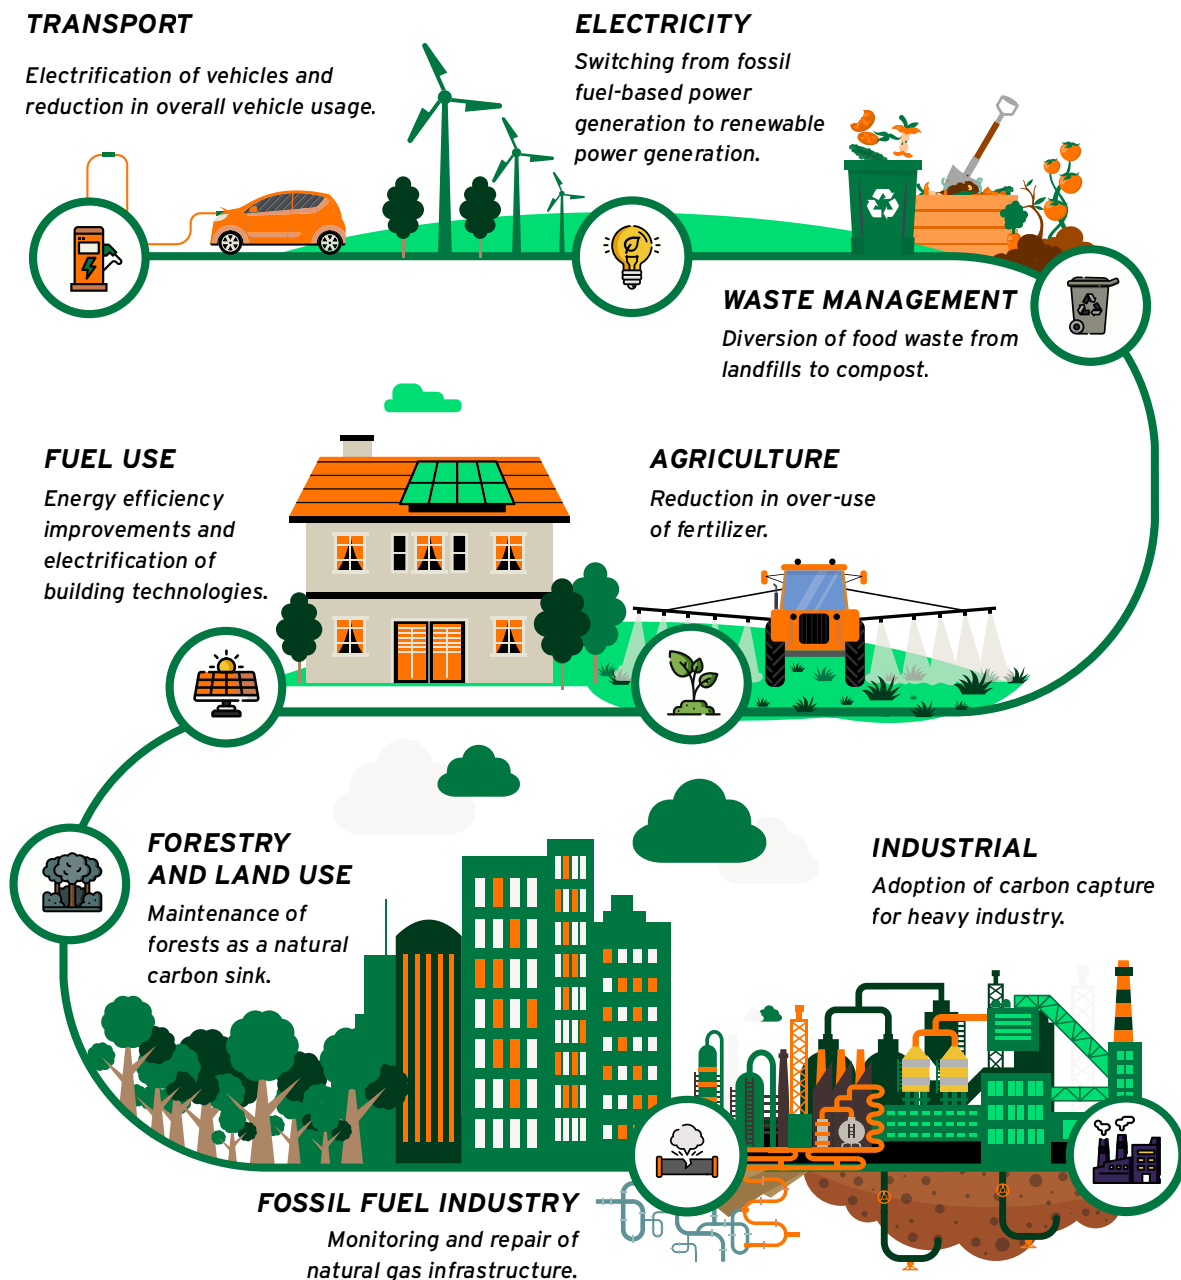 TRANSPORT
Electrification of vehicles and
reduction in overall vehicle usage.
ELECTRICITY
Switching from fossil
fuel-based power
generation to renewable
power generation.
WASTE MANAGEMENT
Diversion of food waste from
landfills to compost.
FUEL USE
Energy efficiency
improvements and
electrification of
building technologies.
AGRICULTURE
Reduction in over-use
of fertilizer.
FORESTRY
AND LAND USE
Maintenance of
forests as a natural
carbon sink.
INDUSTRIAL
Adoption of carbon capture
for heavy industry.
FOSSIL FUEL INDUSTRY
Monitoring and repair of
natural gas infrastructure.